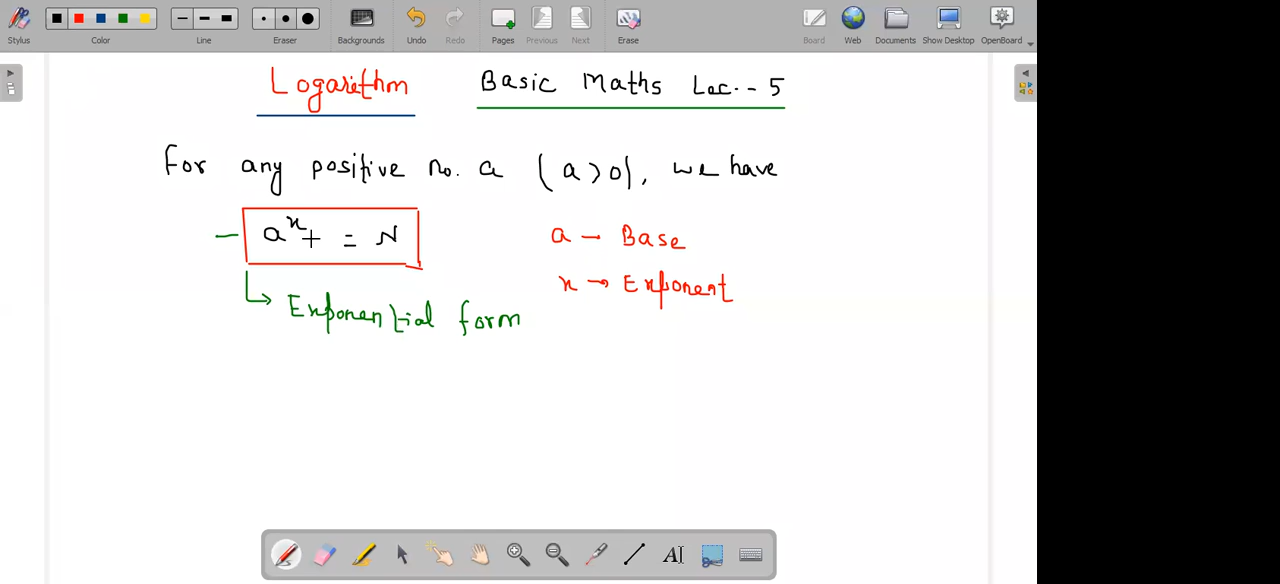 Stylus Color Line Eraser Backgrounds Undo Redo Pages Previous Next Erase Board Web Documents Show Desktop OpenBoard
Logarithm Basic Maths Lec.- 5
For any positive no. a (a>0), we have
a^x = N a → Base
x → Exponent
Exponential form